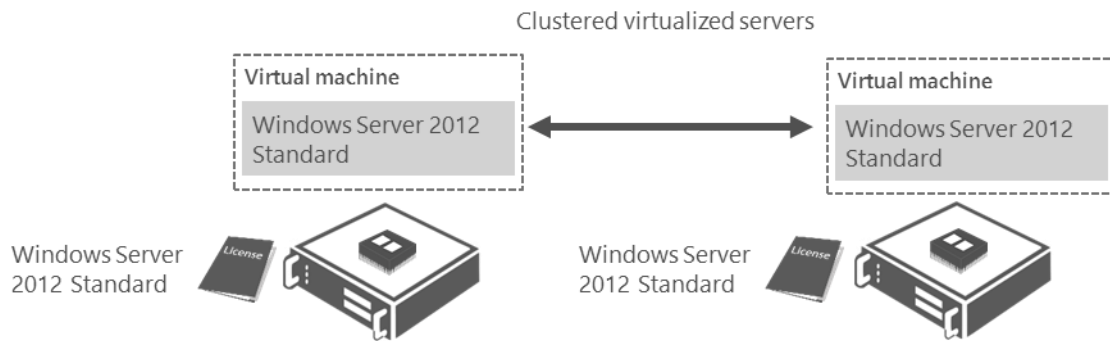 Clustered virtualized servers
Virtual machine
Windows Server 2012
Standard
Virtual machine
Windows Server 2012
Standard
Windows Server
2012 Standard
License
Windows Server
2012 Standard
License